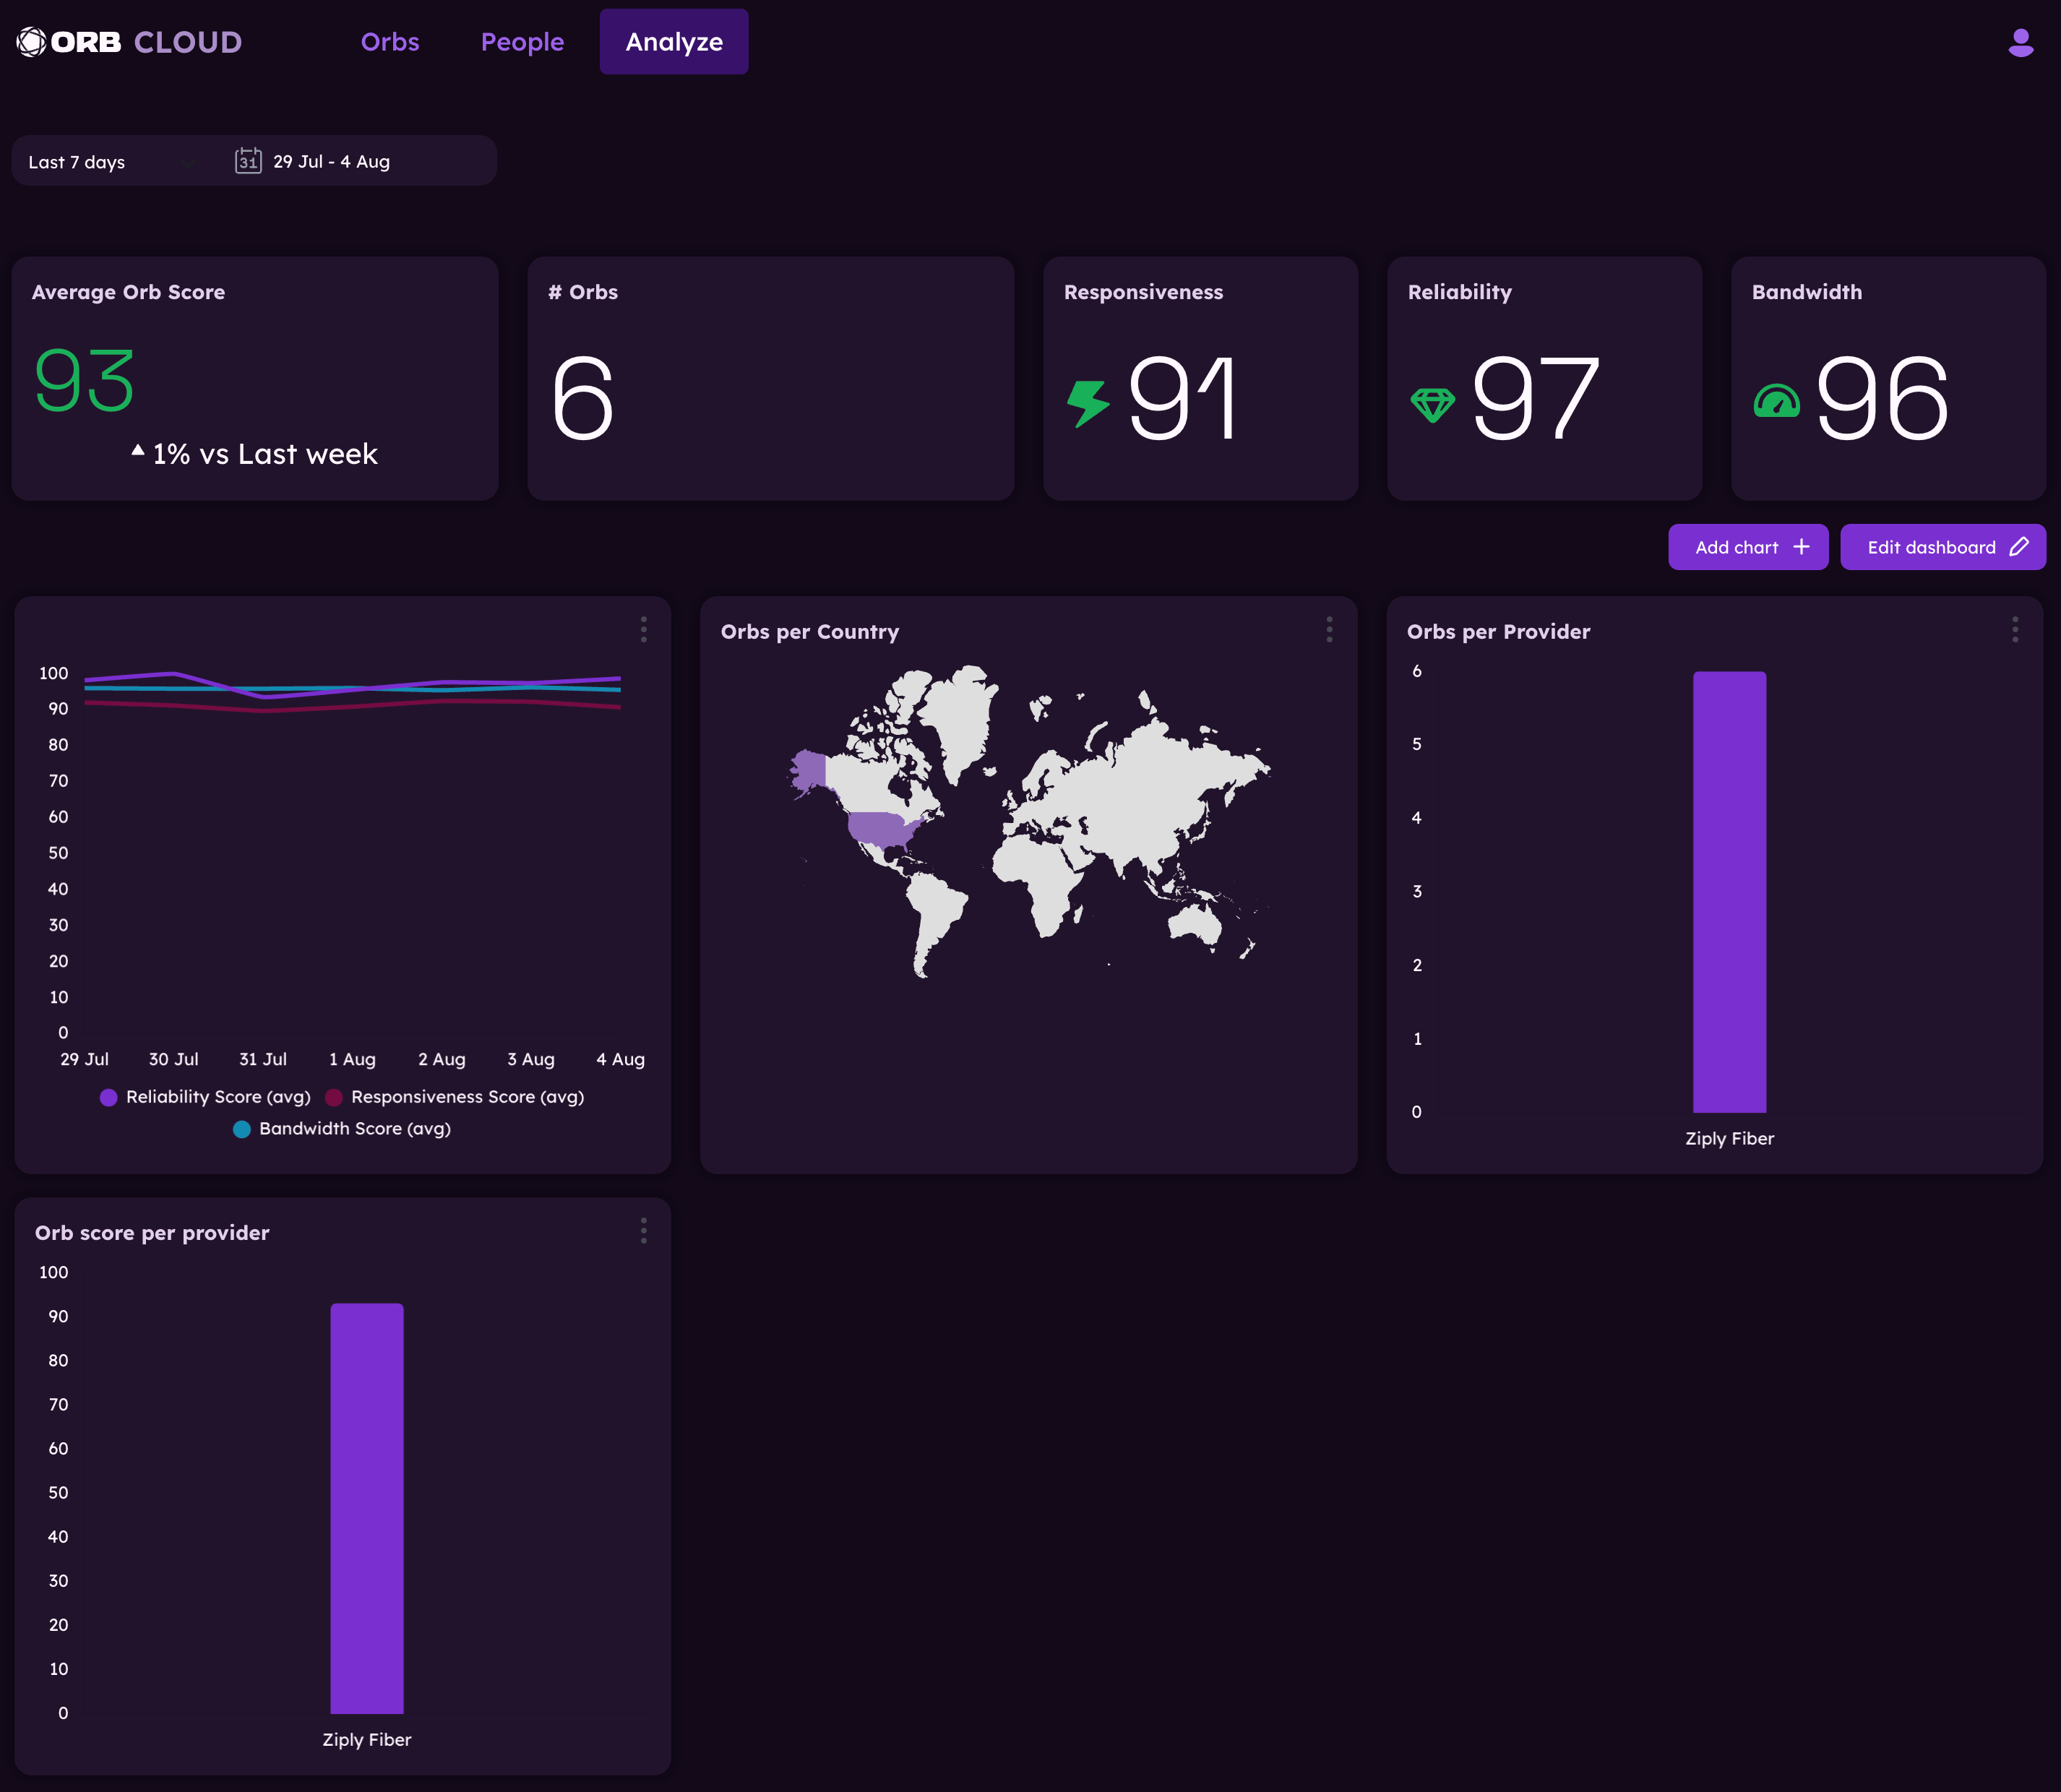 ORB CLOUD
Orbs People Analyze
Last 7 days 31 29 Jul - 4 Aug
Average Orb Score
93
1% vs Last week
# Orbs
6
Responsiveness
91
Reliability
97
Bandwidth
96
Add chart Edit dashboard
100
90
80
70
60
50
40
30
20
10
0
29 Jul 30 Jul 31 Jul 1 Aug 2 Aug 3 Aug 4 Aug
Reliability Score (avg) Responsiveness Score (avg)
Bandwidth Score (avg)
Orbs per Country
Orbs per Provider
6
5
4
3
2
1
0
Ziply Fiber
Orb score per provider
100
90
80
70
60
50
40
30
20
10
0
Ziply Fiber